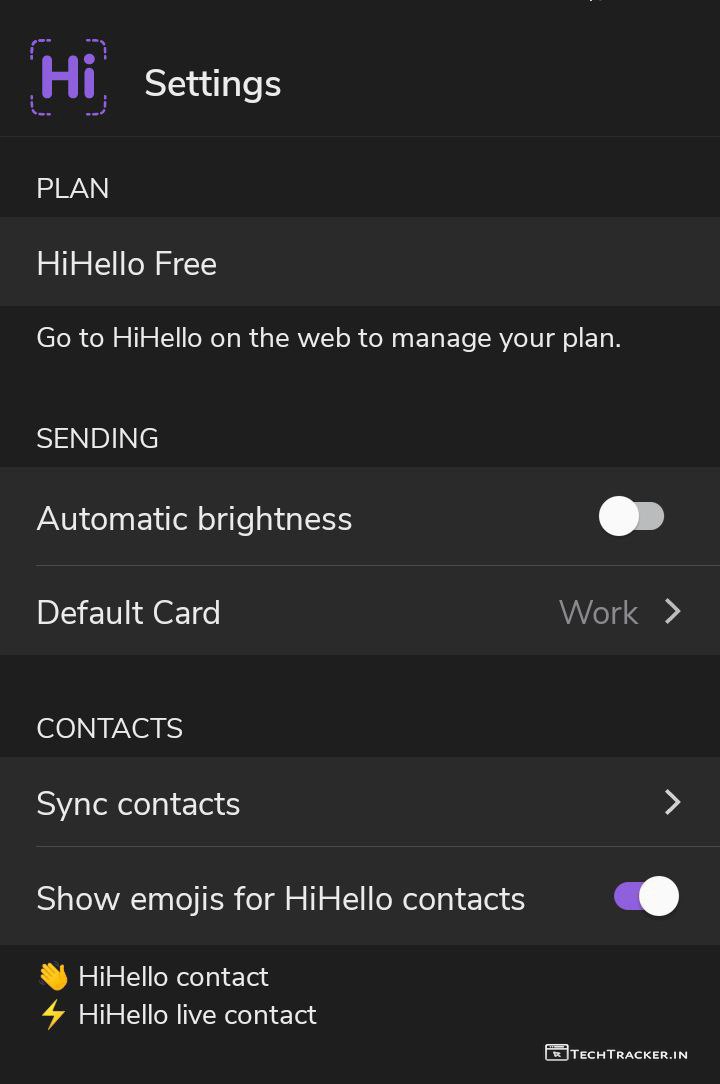 Hi
Settings
PLAN
HiHello Free
Go to HiHello on the web to manage your plan.
SENDING
Automatic brightness
Default Card Work
CONTACTS
Sync contacts
Show emojis for HiHello contacts
👋 HiHello contact
⚡ HiHello live contact
TECHTRACKER.IN